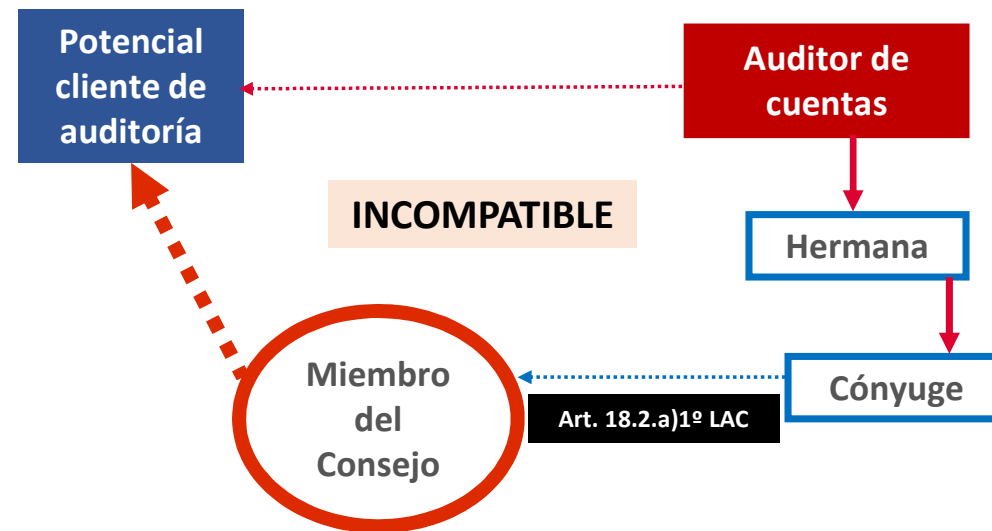 Potencial
cliente de
auditoría
Auditor de
cuentas
INCOMPATIBLE
Hermana
Miembro
del
Consejo
Cónyuge
Art. 18.2.a)1º LAC